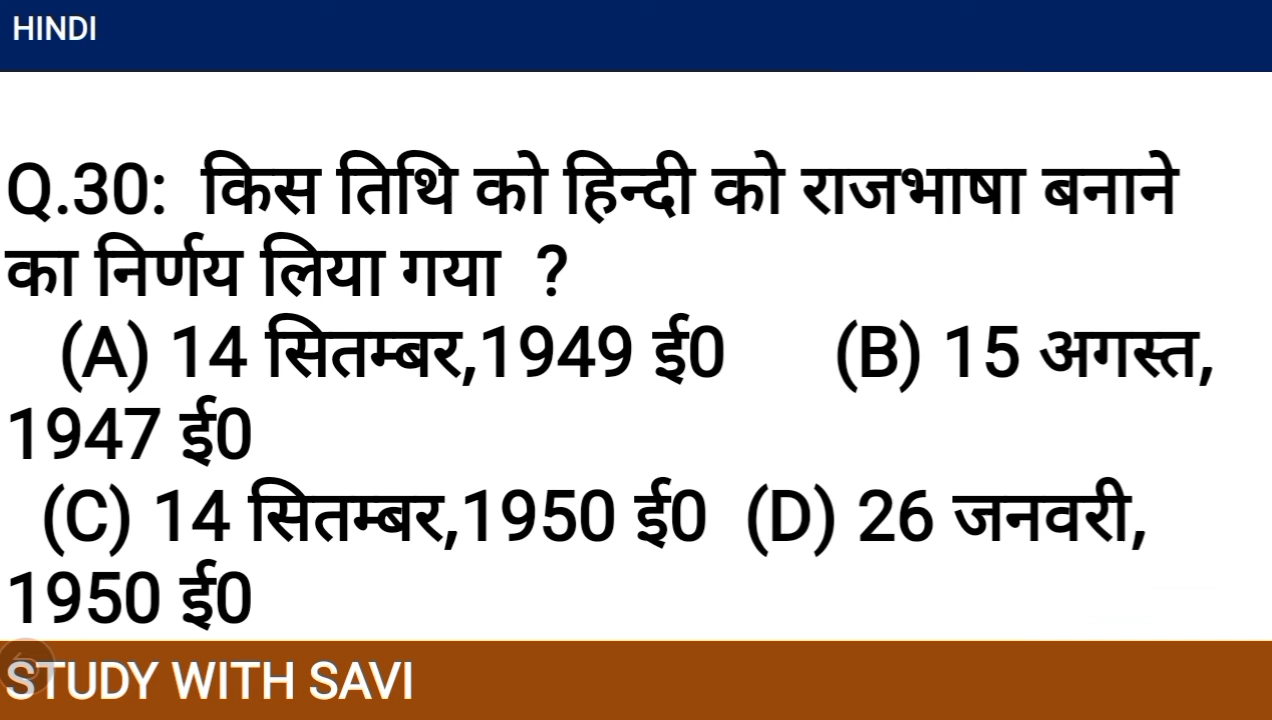 HINDI
Q.30: किस तिथि को हिन्दी को राजभाषा बनाने
का निर्णय लिया गया ?
(A) 14 सितम्बर,1949 ई0 (B) 15 अगस्त,
1947 ई0
(C) 14 सितम्बर,1950 ई0 (D) 26 जनवरी,
1950 ई0
STUDY WITH SAVI